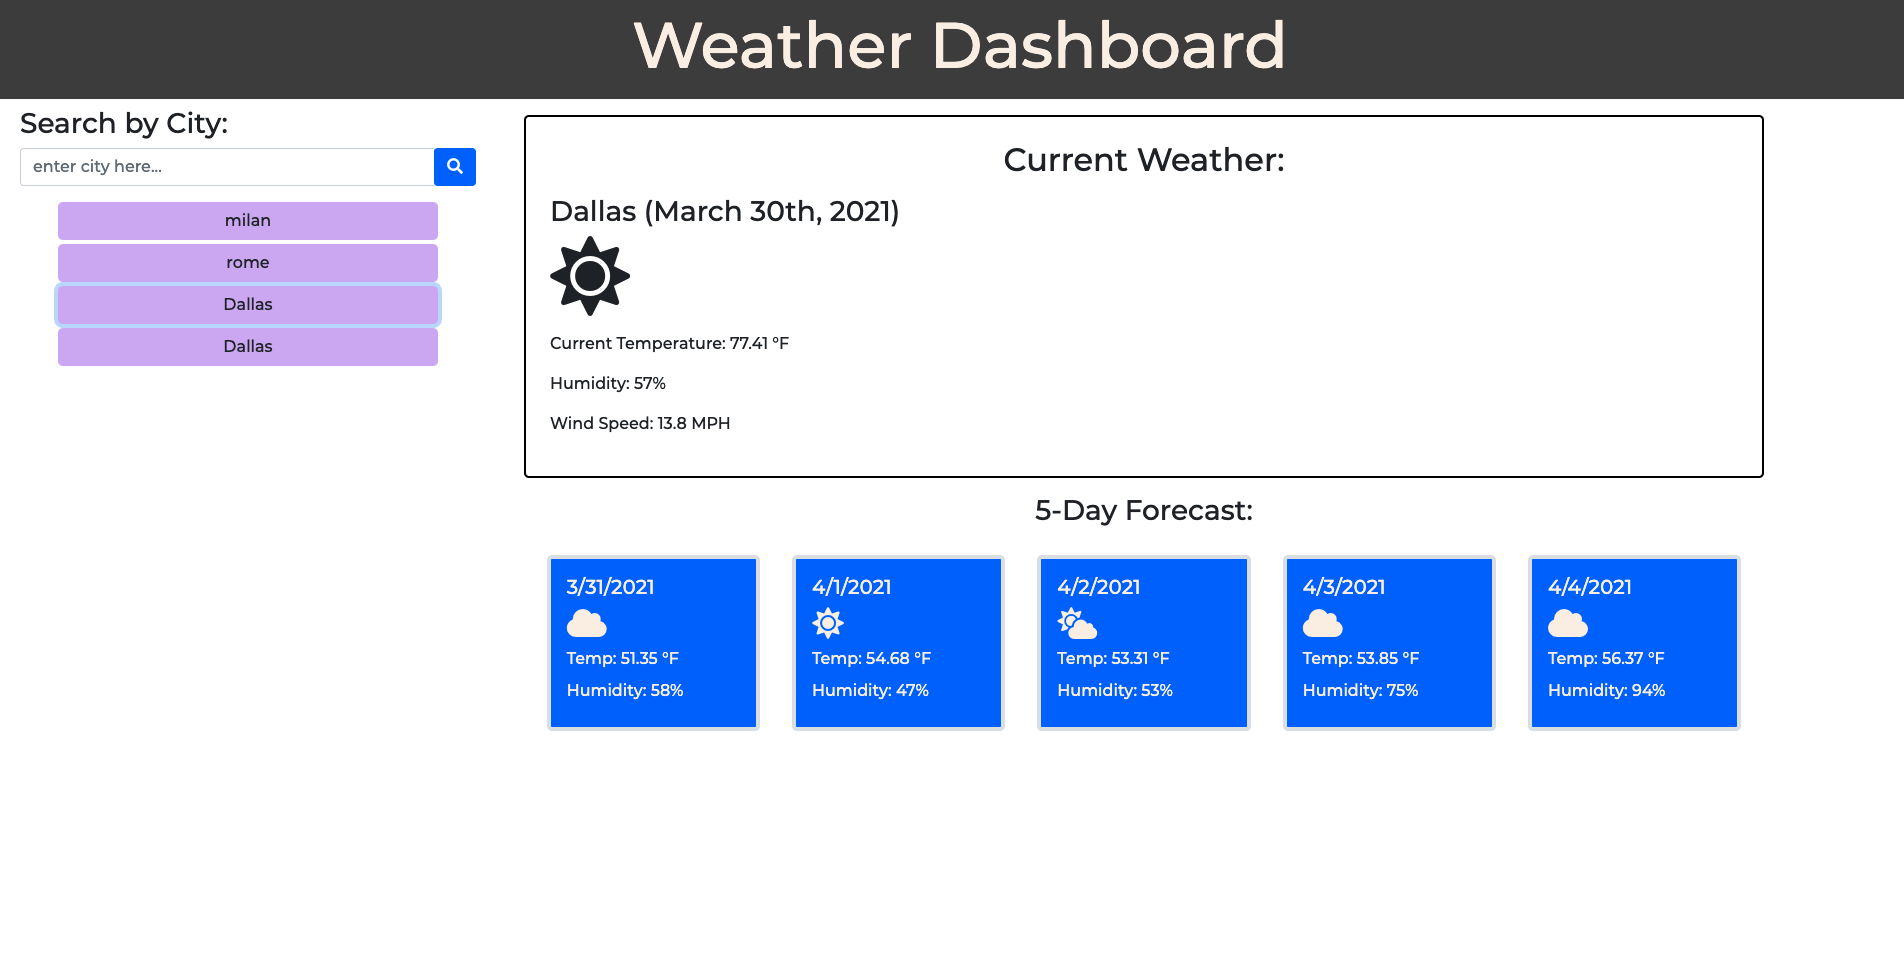 Weather Dashboard
Search by City:
enter city here...
milan
rome
Dallas
Dallas
Current Weather:
Dallas (March 30th, 2021)
Current Temperature: 77.41 °F
Humidity: 57%
Wind Speed: 13.8 MPH
5-Day Forecast:
3/31/2021
Temp: 51.35 °F
Humidity: 58%
4/1/2021
Temp: 54.68 °F
Humidity: 47%
4/2/2021
Temp: 53.31 °F
Humidity: 53%
4/3/2021
Temp: 53.85 °F
Humidity: 75%
4/4/2021
Temp: 56.37 °F
Humidity: 94%